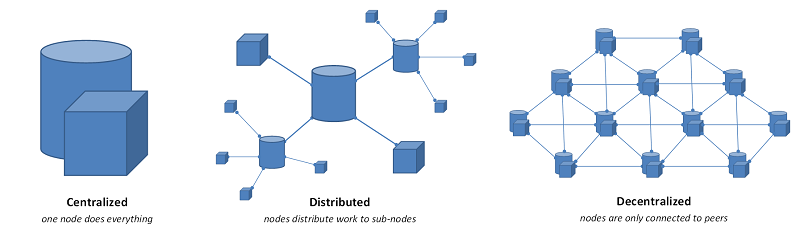 Centralized
one node does everything
Distributed
nodes distribute work to sub-nodes
Decentralized
nodes are only connected to peers